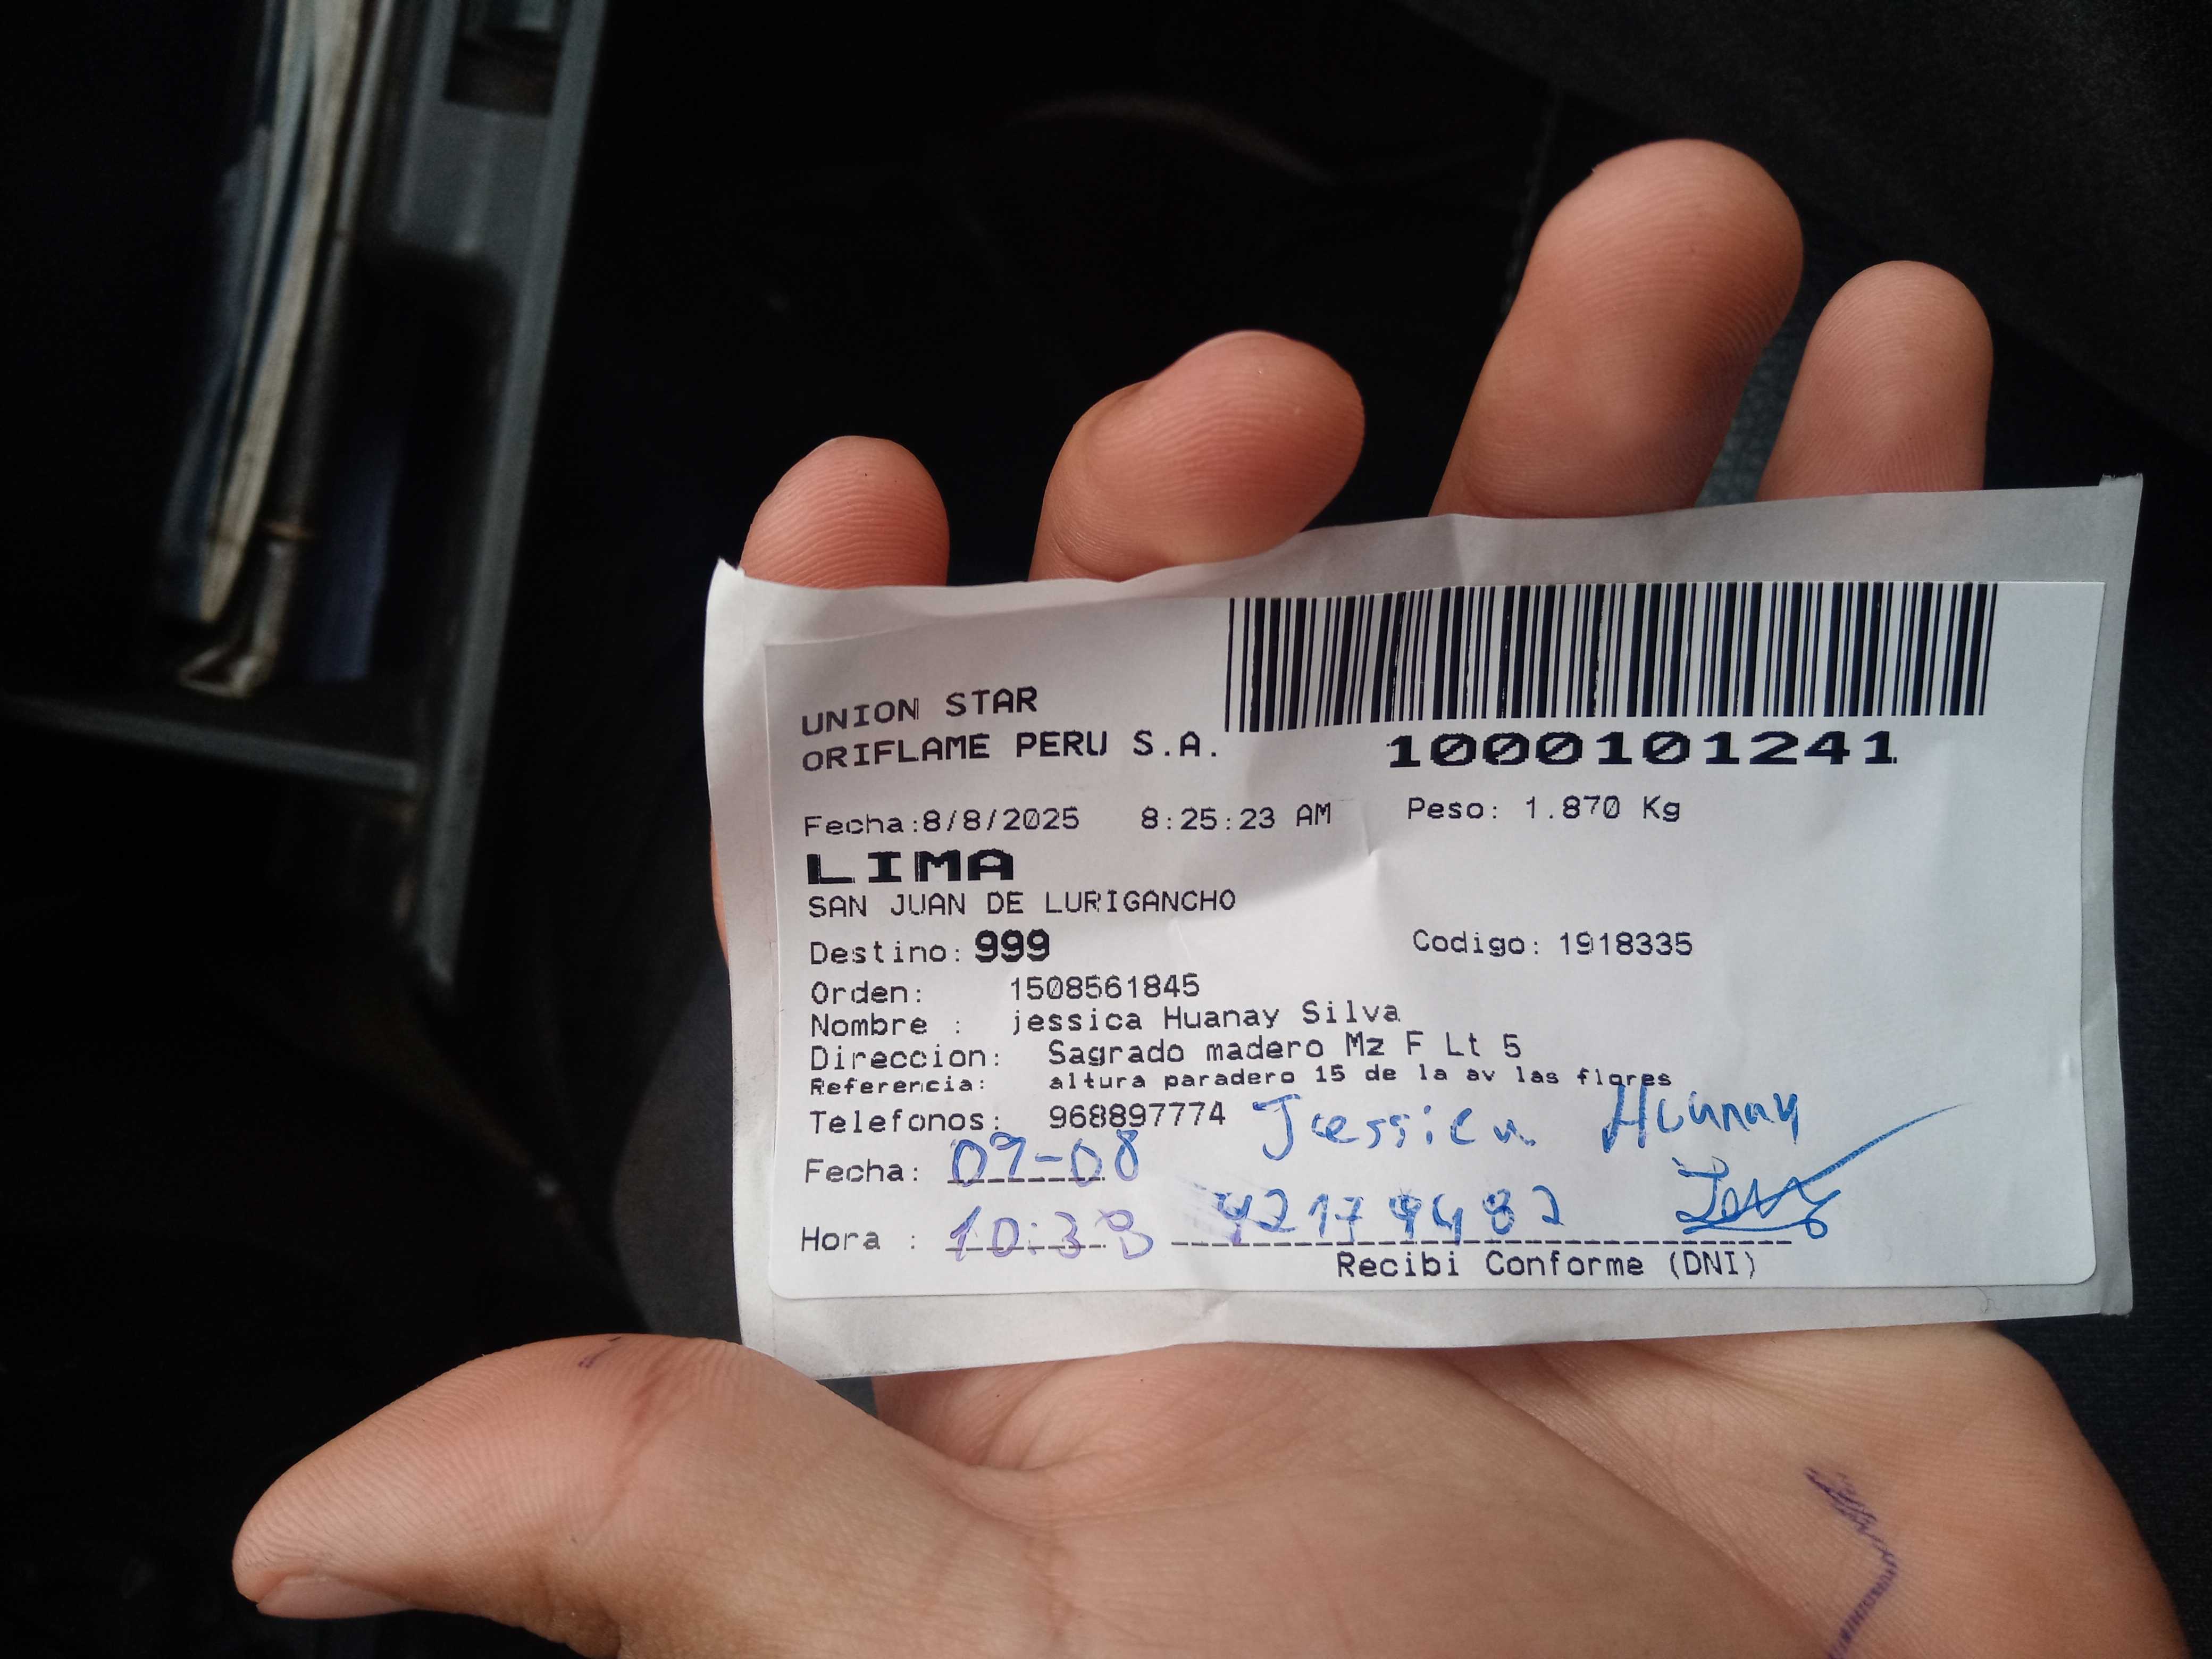 UNION STAR
ORIFLAME PERU S.A.
1000101241
Fecha:8/8/2025 8:25:23 AM Peso: 1.870 Kg
LIMA
SAN JUAN DE LURIGANCHO
Destino: 999 Codigo: 1918335
Orden: 1508561845
Nombre : jessica Huanay Silva
Direccion: Sagrado madero Mz F Lt 5
Referencia: altura paradero 15 de la av las flores
Telefonos: 968897774 Jessica Huanay
Fecha: 09-08
Hora : 10:38
Recibi Conforme (DNI)